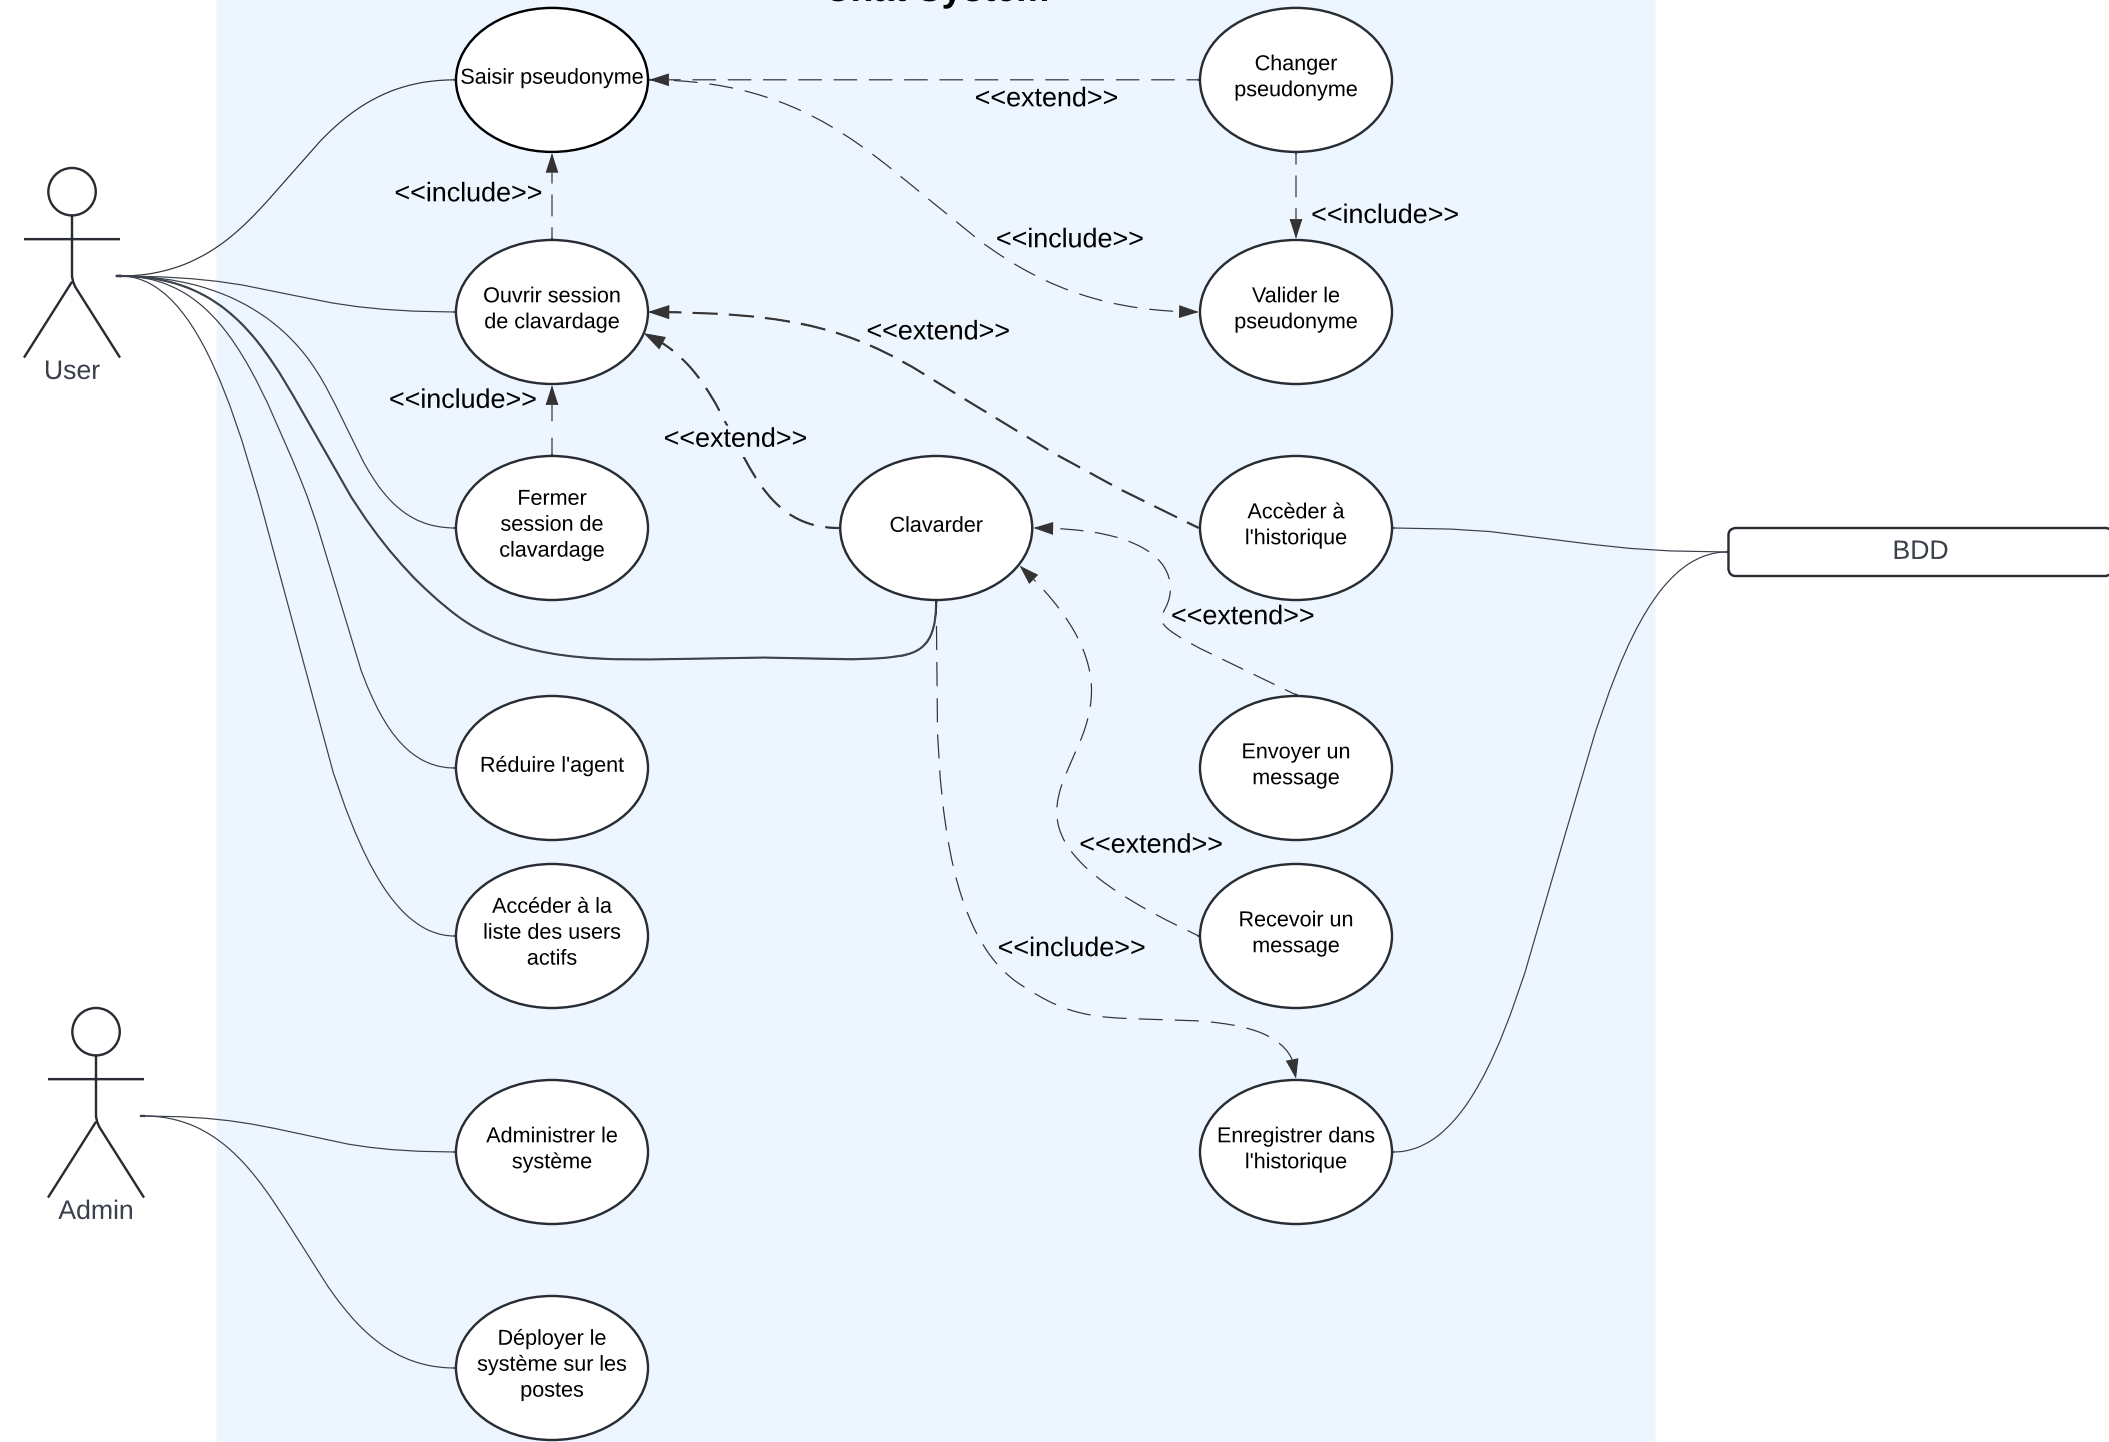 System
Saisir pseudonyme
Changer
pseudonyme
<<extend>>
<<include>>
<<include>>
<<include>>
Ouvrir session
de clavardage
Valider le
pseudonyme
<<extend>>
User
<<include>>
<<extend>>
Fermer
session de
clavardage
Clavarder
Accèder à
l'historique
BDD
<<extend>>
Réduire l'agent
Envoyer un
message
<<extend>>
Accéder à la
liste des users
actifs
Recevoir un
message
<<include>>
Administrer le
système
Enregistrer dans
l'historique
Admin
Déployer le
système sur les
postes